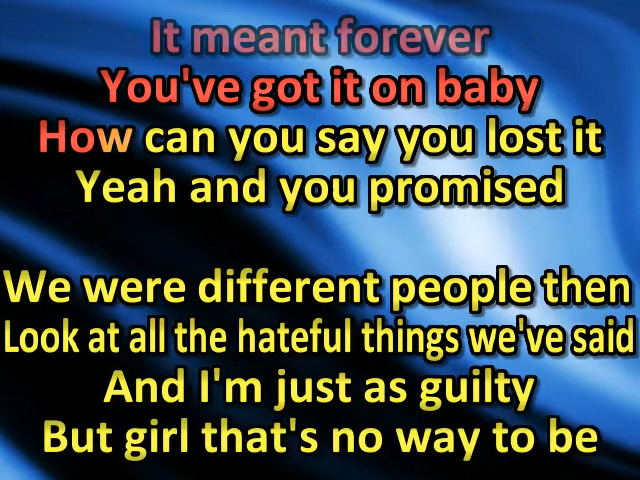 It meant forever
You've got it on baby
How can you say you lost it
Yeah and you promised
We were different people then
Look at all the hateful things we've said
And I'm just as guilty
But girl that's no way to be